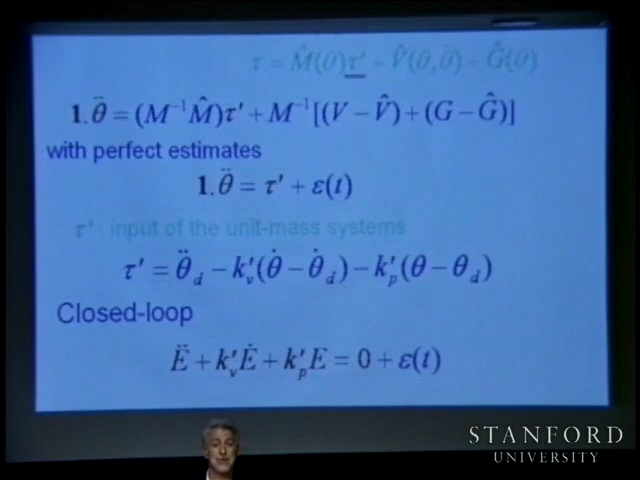 τ = M̂(θ)τ' + V̂(θ,θ̇) + Ĝ(θ)
1.θ̈ = (M⁻¹M̂)τ' + M⁻¹[(V − V̂) + (G − Ĝ)]
with perfect estimates
1.θ̈ = τ' + ε(t)
τ' : input of the unit-mass systems
τ' = θ̈_d − k'_v(θ̇ − θ̇_d) − k'_p(θ − θ_d)
Closed-loop
Ë + k'_vĖ + k'_pE = 0 + ε(t)
STANFORD
UNIVERSITY